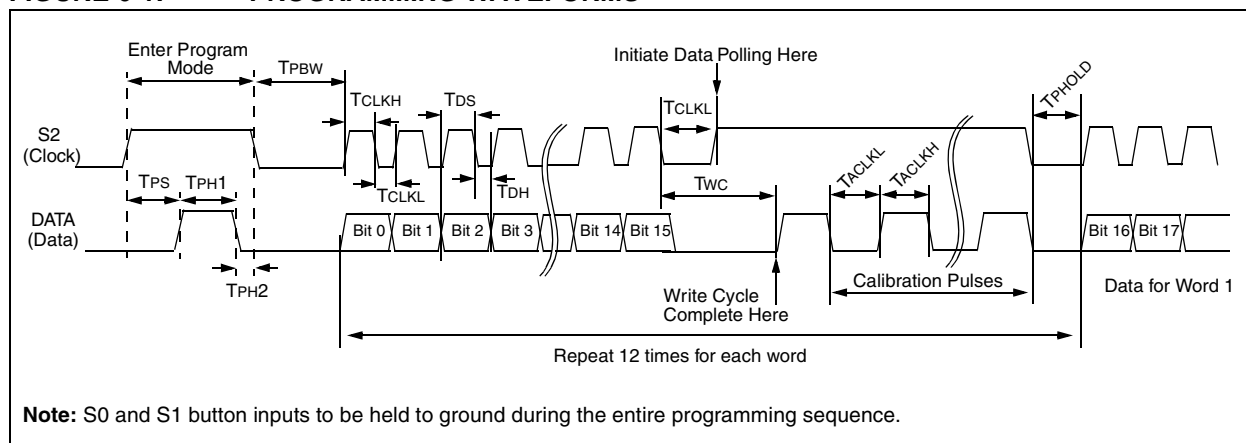 Enter Program
Mode
TPBW
Initiate Data Polling Here
TPHOLD
TCLKH
TDS
TCLKL
S2
(Clock)
TPS
TPH1
TCLKL
TDH
TWC
TACLKL
TACLKH
DATA
(Data)
Bit 0
Bit 1
Bit 2
Bit 3
Bit 14
Bit 15
Bit 16
Bit 17
TPH2
Calibration Pulses
Data for Word 1
Write Cycle
Complete Here
Repeat 12 times for each word
Note: S0 and S1 button inputs to be held to ground during the entire programming sequence.